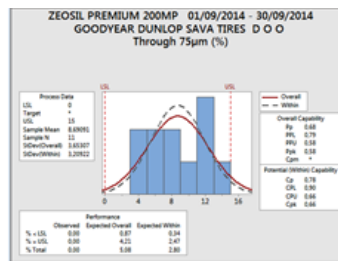 ZEOSIL PREMIUM 200MP 01/09/2014 - 30/09/2014
GOODYEAR DUNLOP SAVA TIRES D O O
Through 75µm (%)
Process Data
LSL 0
Target *
USL 15
Sample Mean 8,69091
Sample N 11
StDev(Overall) 3,65307
StDev(Within) 3,20922
LSL
USL
Overall
Within
Overall Capability
Pp 0,68
PPL 0,79
PPU 0,58
Ppk 0,58
Cpm *
Potential (Within) Capability
Cp 0,78
CPL 0,90
CPU 0,66
Cpk 0,66
0 4 8 12 16
Performance
Observed Expected Overall Expected Within
% < LSL 0,00 0,87 0,34
% > USL 0,00 4,21 2,47
% Total 0,00 5,08 2,80